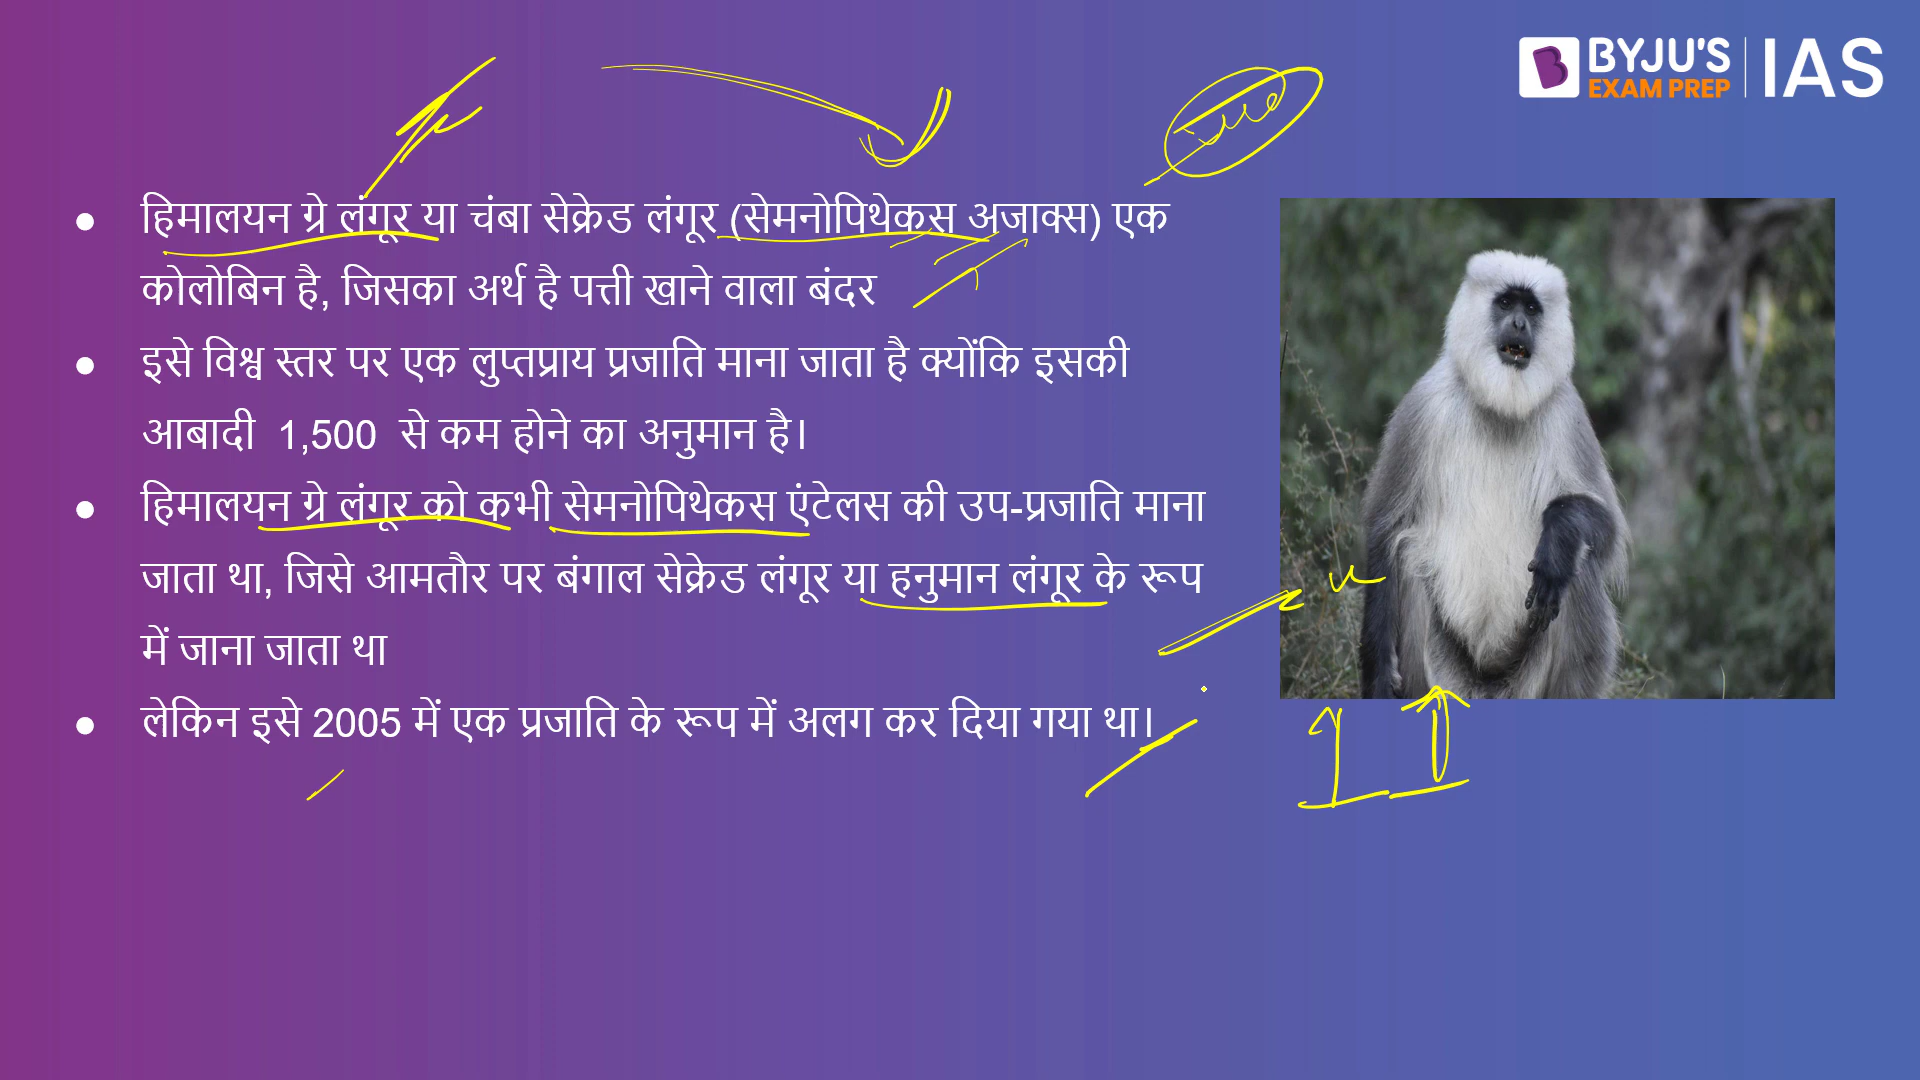 BYJU'S
EXAM PREP
IAS
हिमालयन ग्रे लंगूर या चंबा सेक्रेड लंगूर (सेमनोपिथेकस अजाक्स) एक
कोलोबिन है, जिसका अर्थ है पत्ती खाने वाला बंदर
इसे विश्व स्तर पर एक लुप्तप्राय प्रजाति माना जाता है क्योंकि इसकी
आबादी 1,500 से कम होने का अनुमान है।
हिमालयन ग्रे लंगूर को कभी सेमनोपिथेकस एंटेलस की उप-प्रजाति माना
जाता था, जिसे आमतौर पर बंगाल सेक्रेड लंगूर या हनुमान लंगूर के रूप
में जाना जाता था
लेकिन इसे 2005 में एक प्रजाति के रूप में अलग कर दिया गया था।